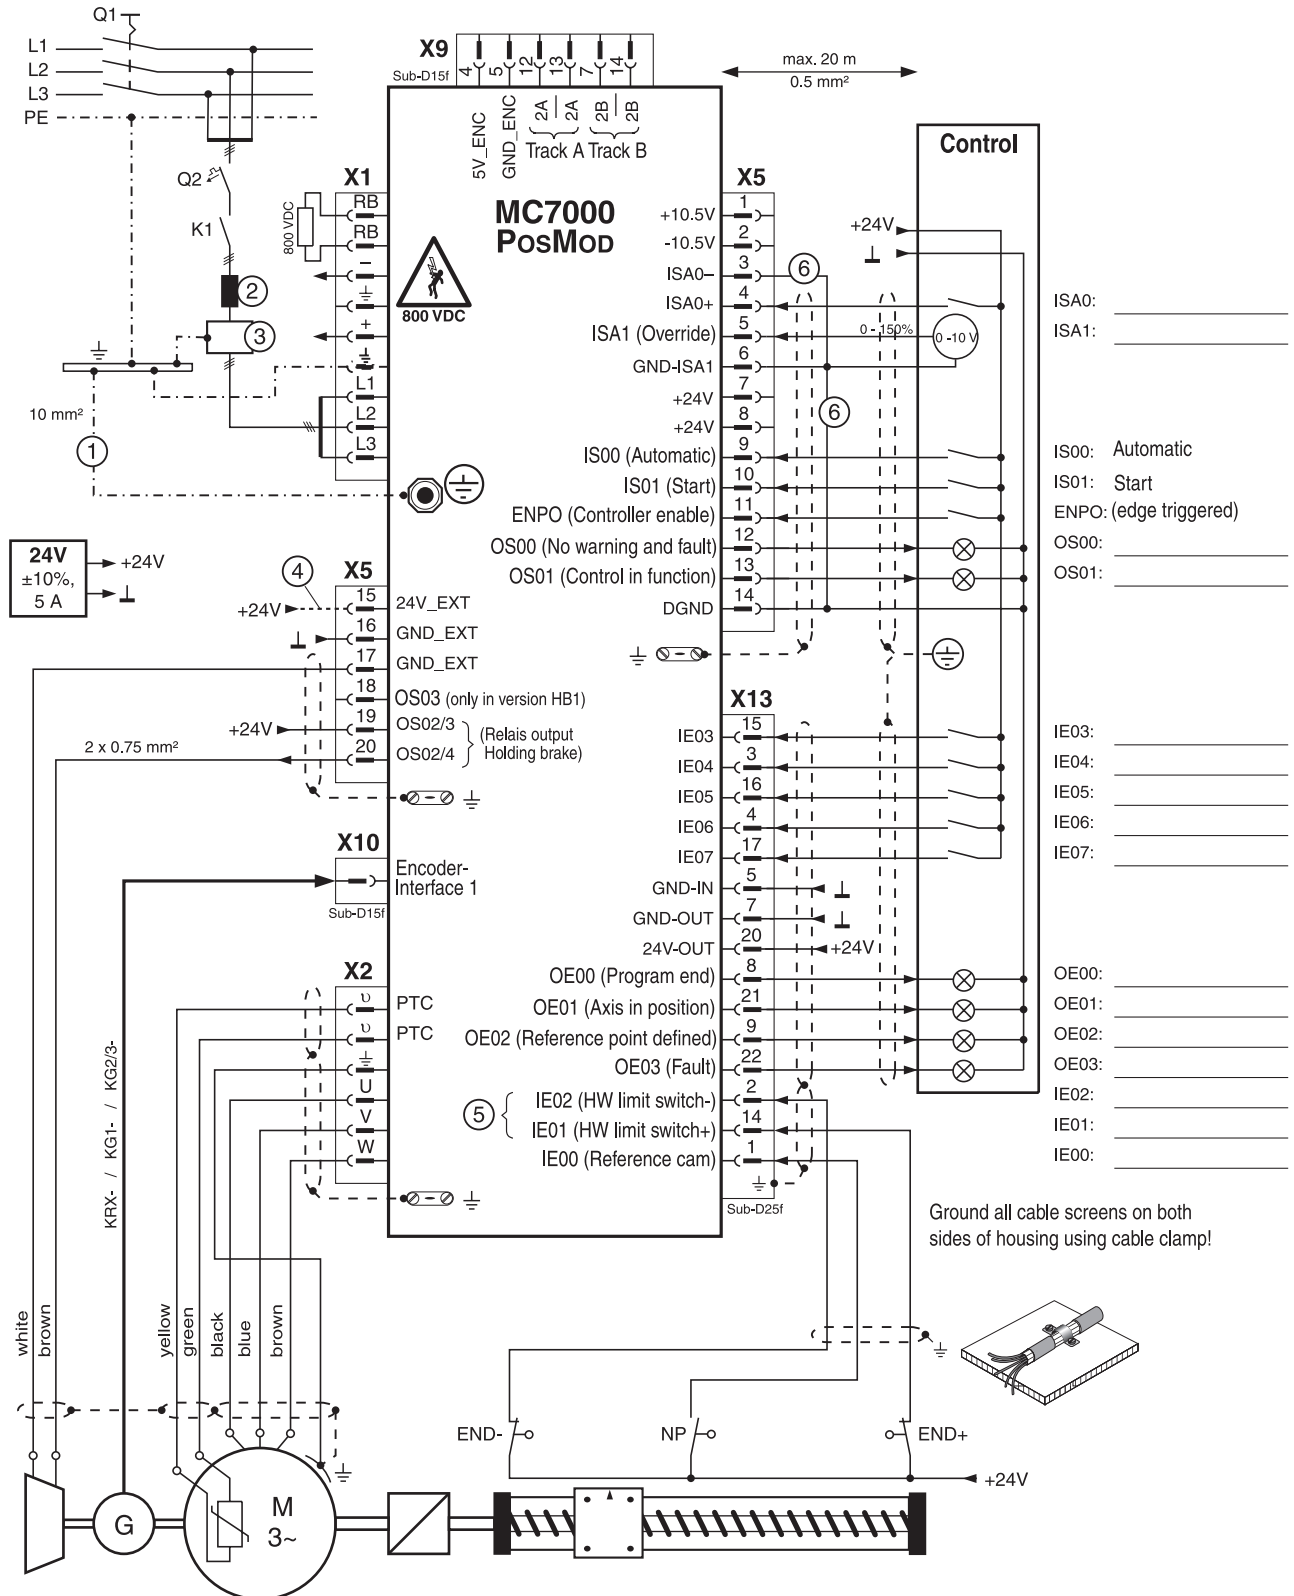 Q1
L1
L2
L3
PE
Q2
K1
2
3
10 mm²
1
X9
Sub-D15f
4
5
12
13
7
14
5V_ENC
GND_ENC
2A
2A
2B
2B
Track A Track B
max. 20 m
0.5 mm²
MC7000
POSMOD
800 VDC
X1
800 VDC
RB
RB
–
+
L1
L2
L3
24V
±10%,
5 A
+24V
4
+24V
X5
15 24V_EXT
16 GND_EXT
17 GND_EXT
18 OS03 (only in version HB1)
+24V 19 OS02/3
20 OS02/4
(Relais output
Holding brake)
2 x 0.75 mm²
X10
Encoder-
Interface 1
Sub-D15f
X2
υ PTC
υ PTC
U
V
W
KRX- / KG1- / KG2/3-
white
brown
yellow
green
black
blue
brown
G
M
3~
X5
+10.5V 1
-10.5V 2
ISA0– 3
ISA0+ 4
ISA1 (Override) 5
GND-ISA1 6
+24V 7
+24V 8
IS00 (Automatic) 9
IS01 (Start) 10
ENPO (Controller enable) 11
OS00 (No warning and fault) 12
OS01 (Control in function) 13
DGND 14
6
6
0 - 150%
0 -10 V
Control
+24V
X13
IE03 15
IE04 3
IE05 16
IE06 4
IE07 17
GND-IN 5
GND-OUT 7
24V-OUT 20 +24V
OE00 (Program end) 8
OE01 (Axis in position) 21
OE02 (Reference point defined) 9
OE03 (Fault) 22
5
IE02 (HW limit switch-) 2
IE01 (HW limit switch+) 14
IE00 (Reference cam) 1
Sub-D25f
ISA0:
ISA1:
IS00: Automatic
IS01: Start
ENPO: (edge triggered)
OS00:
OS01:
IE03:
IE04:
IE05:
IE06:
IE07:
OE00:
OE01:
OE02:
OE03:
IE02:
IE01:
IE00:
Ground all cable screens on both
sides of housing using cable clamp!
END-
NP
END+
+24V